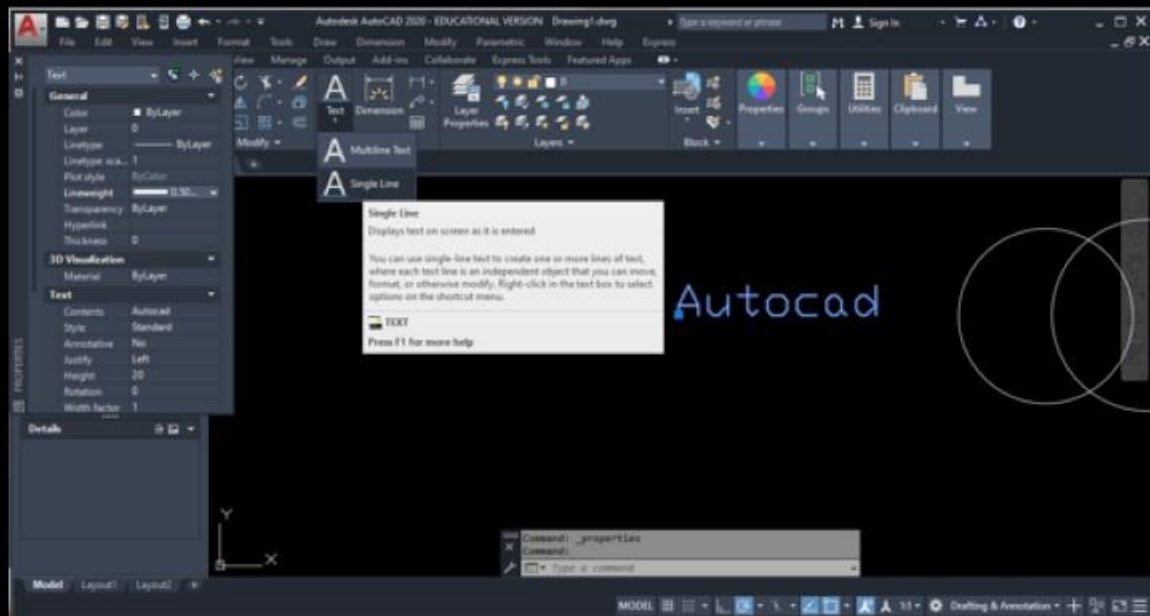 Autodesk AutoCAD 2020 - EDUCATIONAL VERSION Drawing1.dwg
Type a keyword or phrase
Sign In
File Edit View Insert Format Tools Draw Dimension Modify Parametric Window Help Express
View Manage Output Add-ins Collaborate Express Tools Featured Apps
Text
Text
Dimension
Layer Properties
0
Insert
Properties
Groups
Utilities
Clipboard
View
Modify
Layers
Block
Multiline Text
Single Line
General
Color ByLayer
Layer 0
Linetype ByLayer
Linetype sca... 1
Plot style ByColor
Lineweight 0.50...
Transparency ByLayer
Hyperlink
Thickness 0
3D Visualization
Material ByLayer
Text
Contents Autocad
Style Standard
Annotative No
Justify Left
Height 20
Rotation 0
Width factor 1
PROPERTIES
Details
Single Line
Displays text on screen as it is entered
You can use single-line text to create one or more lines of text,
where each text line is an independent object that you can move,
format, or otherwise modify. Right-click in the text box to select
options on the shortcut menu.
TEXT
Press F1 for more help
Autocad
Y
X
Command: _properties
Command:
Type a command
Model Layout1 Layout2 +
MODEL
1:1
Drafting & Annotation